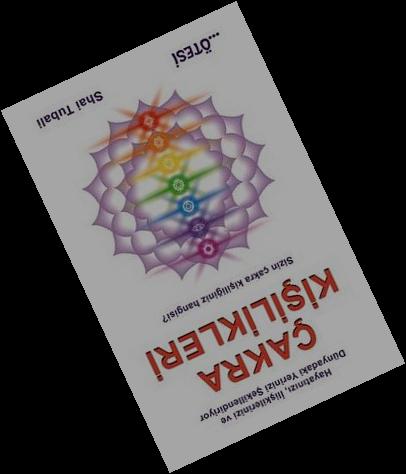 Hayatınızı, İlişkilerinizi ve
Dünyadaki Yerinizi Şekillendiriyor
ÇAKRA
KİŞİLİKLERİ
Sizin çakra kişiliğiniz hangisi?
Shai Tubali
...ÖTESİ